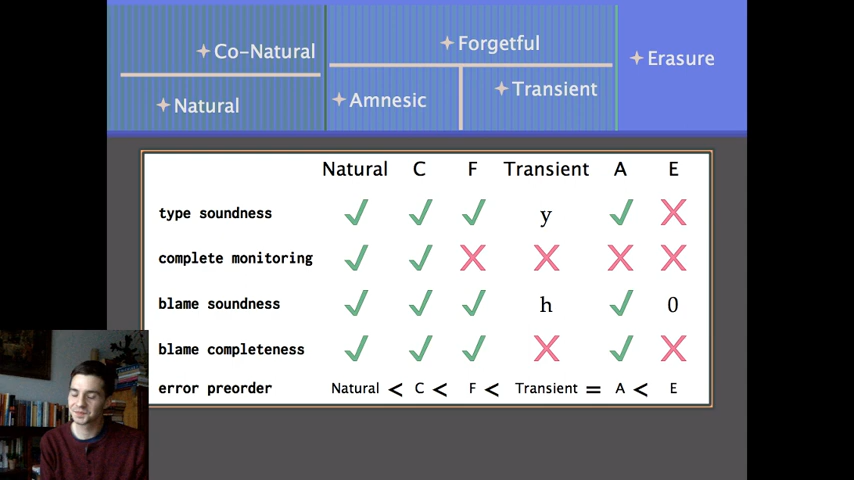 Co-Natural
Natural
Forgetful
Amnesic
Transient
Erasure
Natural C F Transient A E
type soundness ✓ ✓ ✓ y ✓ ✗
complete monitoring ✓ ✓ ✗ ✗ ✗ ✗
blame soundness ✓ ✓ ✓ h ✓ 0
blame completeness ✓ ✓ ✓ ✗ ✓ ✗
error preorder Natural < C < F < Transient = A < E